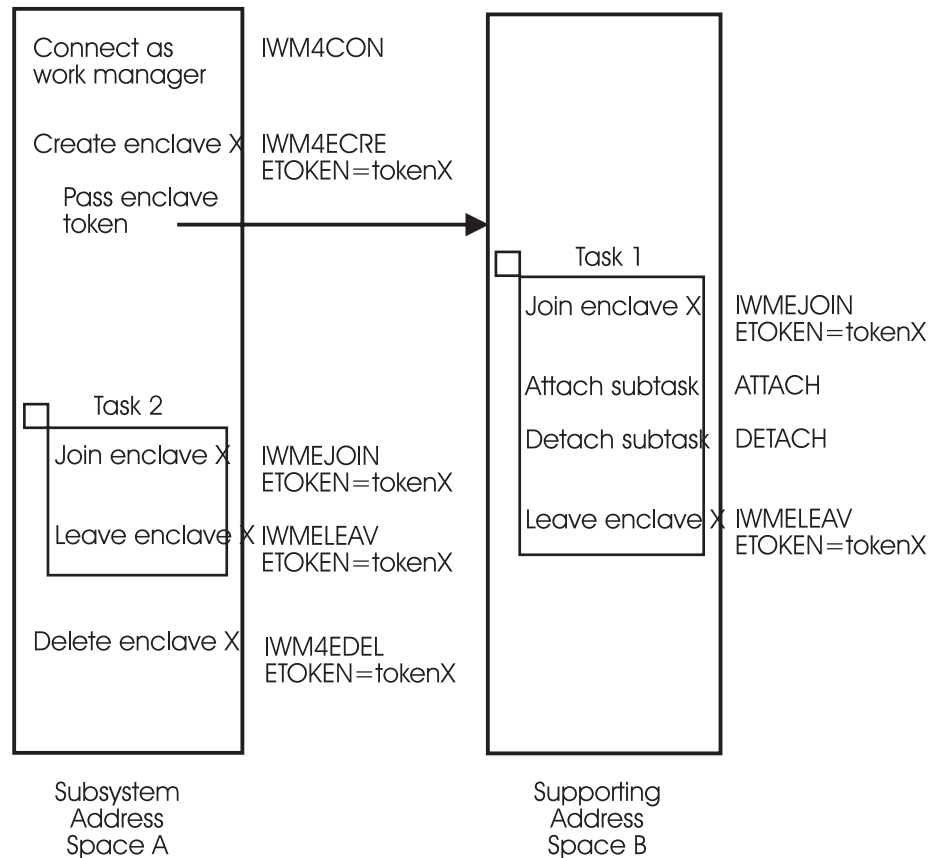 Connect as
work manager
IWM4CON
Create enclave X
IWM4ECRE
ETOKEN=tokenX
Pass enclave
token
Task 1
Join enclave X
IWMEJOIN
ETOKEN=tokenX
Attach subtask
ATTACH
Detach subtask
DETACH
Leave enclave X
IWMELEAV
ETOKEN=tokenX
Task 2
Join enclave X
IWMEJOIN
ETOKEN=tokenX
Leave enclave X
IWMELEAV
ETOKEN=tokenX
Delete enclave X
IWM4EDEL
ETOKEN=tokenX
Subsystem
Address
Space A
Supporting
Address
Space B